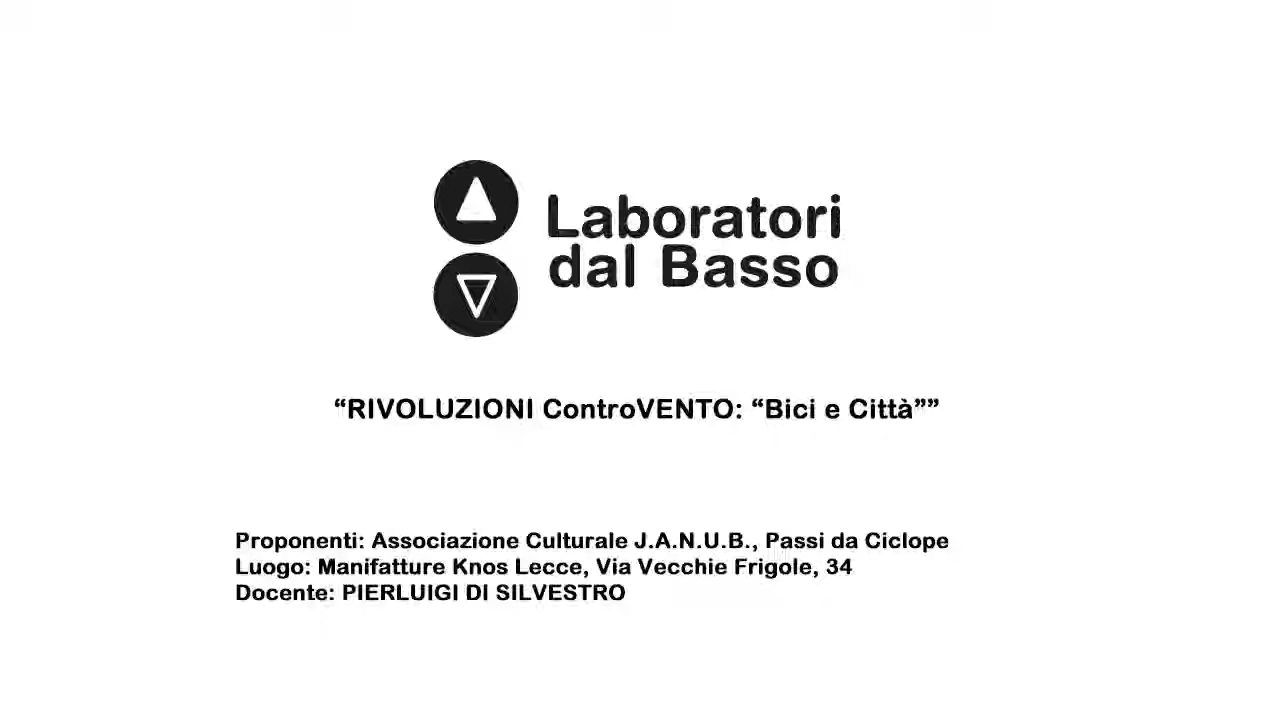 Laboratori
dal Basso
“RIVOLUZIONI ControVENTO: “Bici e Città””
Proponenti: Associazione Culturale J.A.N.U.B., Passi da Ciclope
Luogo: Manifatture Knos Lecce, Via Vecchie Frigole, 34
Docente: PIERLUIGI DI SILVESTRO